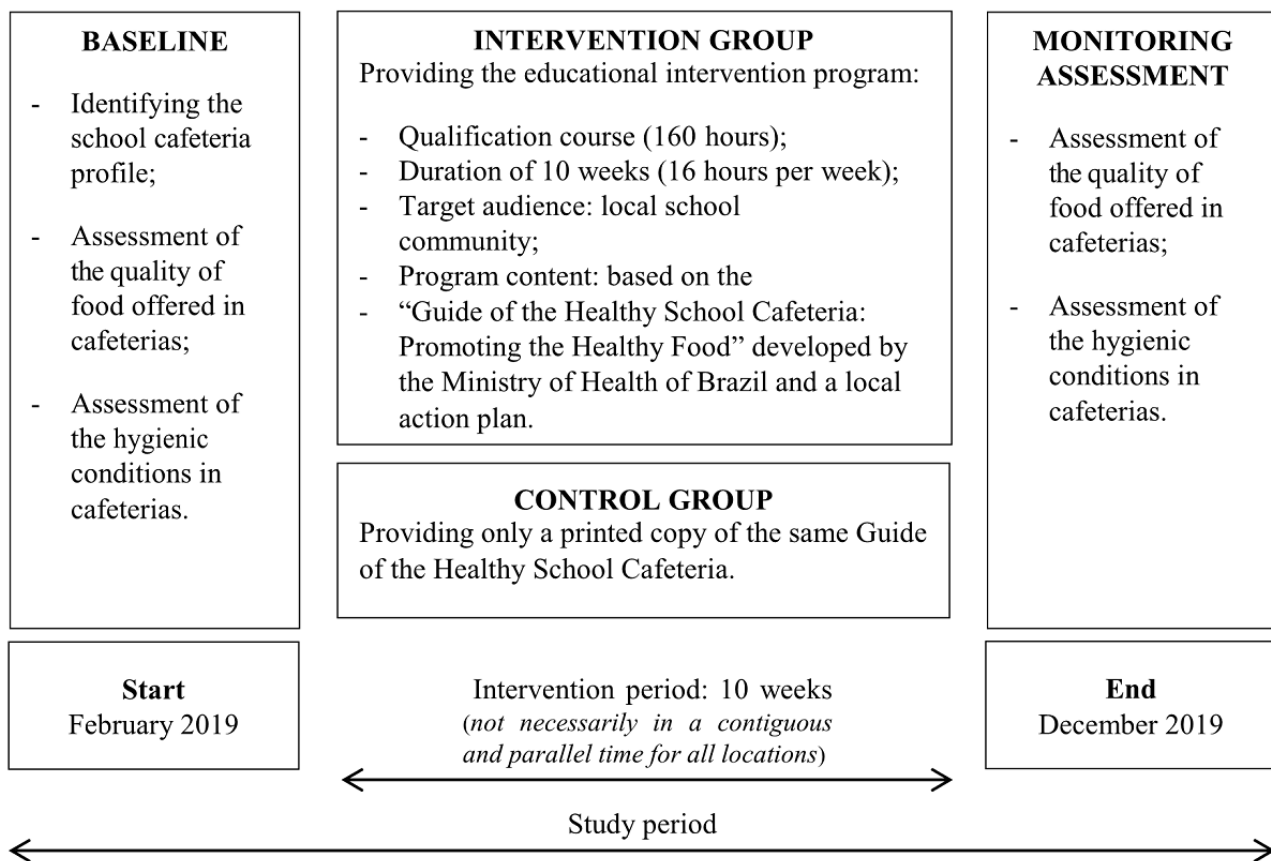 BASELINE
- Identifying the
school cafeteria
profile;
- Assessment of
the quality of
food offered in
cafeterias;
- Assessment of
the hygienic
conditions in
cafeterias.
INTERVENTION GROUP
Providing the educational intervention program:
- Qualification course (160 hours);
- Duration of 10 weeks (16 hours per week);
- Target audience: local school
community;
- Program content: based on the
- “Guide of the Healthy School Cafeteria:
Promoting the Healthy Food” developed by
the Ministry of Health of Brazil and a local
action plan.
CONTROL GROUP
Providing only a printed copy of the same Guide
of the Healthy School Cafeteria.
MONITORING
ASSESSMENT
- Assessment of
the quality of
food offered in
cafeterias;
- Assessment of
the hygienic
conditions in
cafeterias.
Start
February 2019
Intervention period: 10 weeks
(not necessarily in a contiguous
and parallel time for all locations)
End
December 2019
Study period